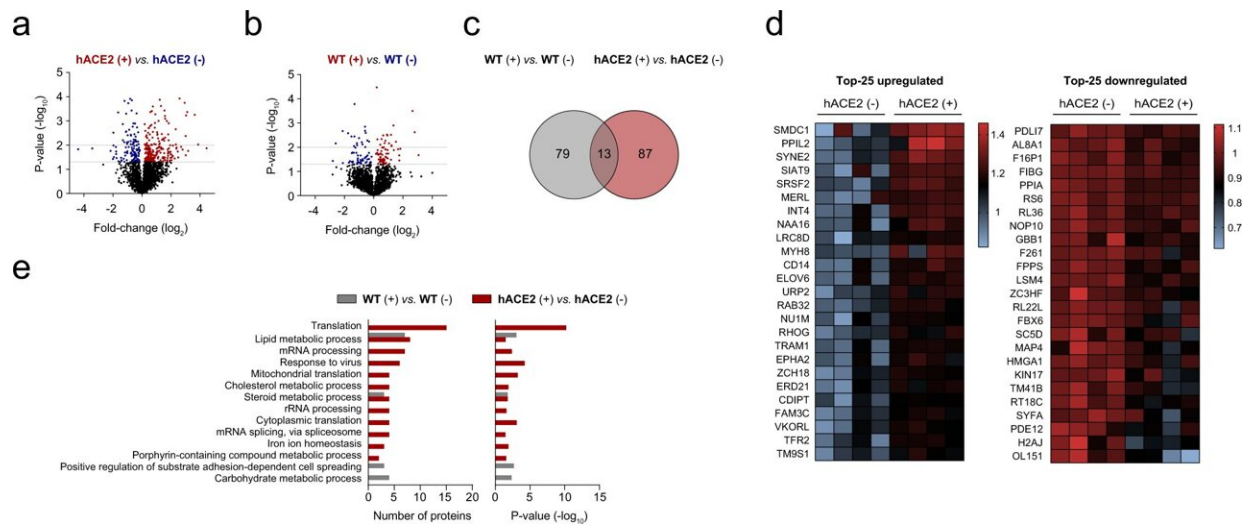 a
hACE2 (+) vs. hACE2 (-)
P-value (-log10)
5
4
3
2
1
0
-4 -2 0 2 4
Fold-change (log2)
b
WT (+) vs. WT (-)
P-value (-log10)
5
4
3
2
1
0
-4 -2 0 2 4
Fold-change (log2)
c
WT (+) vs. WT (-)
hACE2 (+) vs. hACE2 (-)
79 13 87
d
Top-25 upregulated
hACE2 (-) hACE2 (+)
SMDC1
PPIL2
SYNE2
SIAT9
SRSF2
MERL
INT4
NAA16
LRC8D
MYH8
CD14
ELOV6
URP2
RAB32
NU1M
RHOG
TRAM1
EPHA2
ZCH18
ERD21
CDIPT
FAM3C
VKORL
TFR2
TM9S1
1.4
1.2
1
Top-25 downregulated
hACE2 (-) hACE2 (+)
PDLI7
AL8A1
F16P1
FIBG
PPIA
RS6
RL36
NOP10
GBB1
F261
FPPS
LSM4
ZC3HF
RL22L
FBX6
SC5D
MAP4
HMGA1
KIN17
TM41B
RT18C
SYFA
PDE12
H2AJ
OL151
1.1
1
0.9
0.8
0.7
e
WT (+) vs. WT (-) hACE2 (+) vs. hACE2 (-)
Translation
Lipid metabolic process
mRNA processing
Response to virus
Mitochondrial translation
Cholesterol metabolic process
Steroid metabolic process
rRNA processing
Cytoplasmic translation
mRNA splicing, via spliceosome
Iron ion homeostasis
Porphyrin-containing compound metabolic process
Positive regulation of substrate adhesion-dependent cell spreading
Carbohydrate metabolic process
0 5 10 15 20
Number of proteins
0 5 10 15
P-value (-log10)